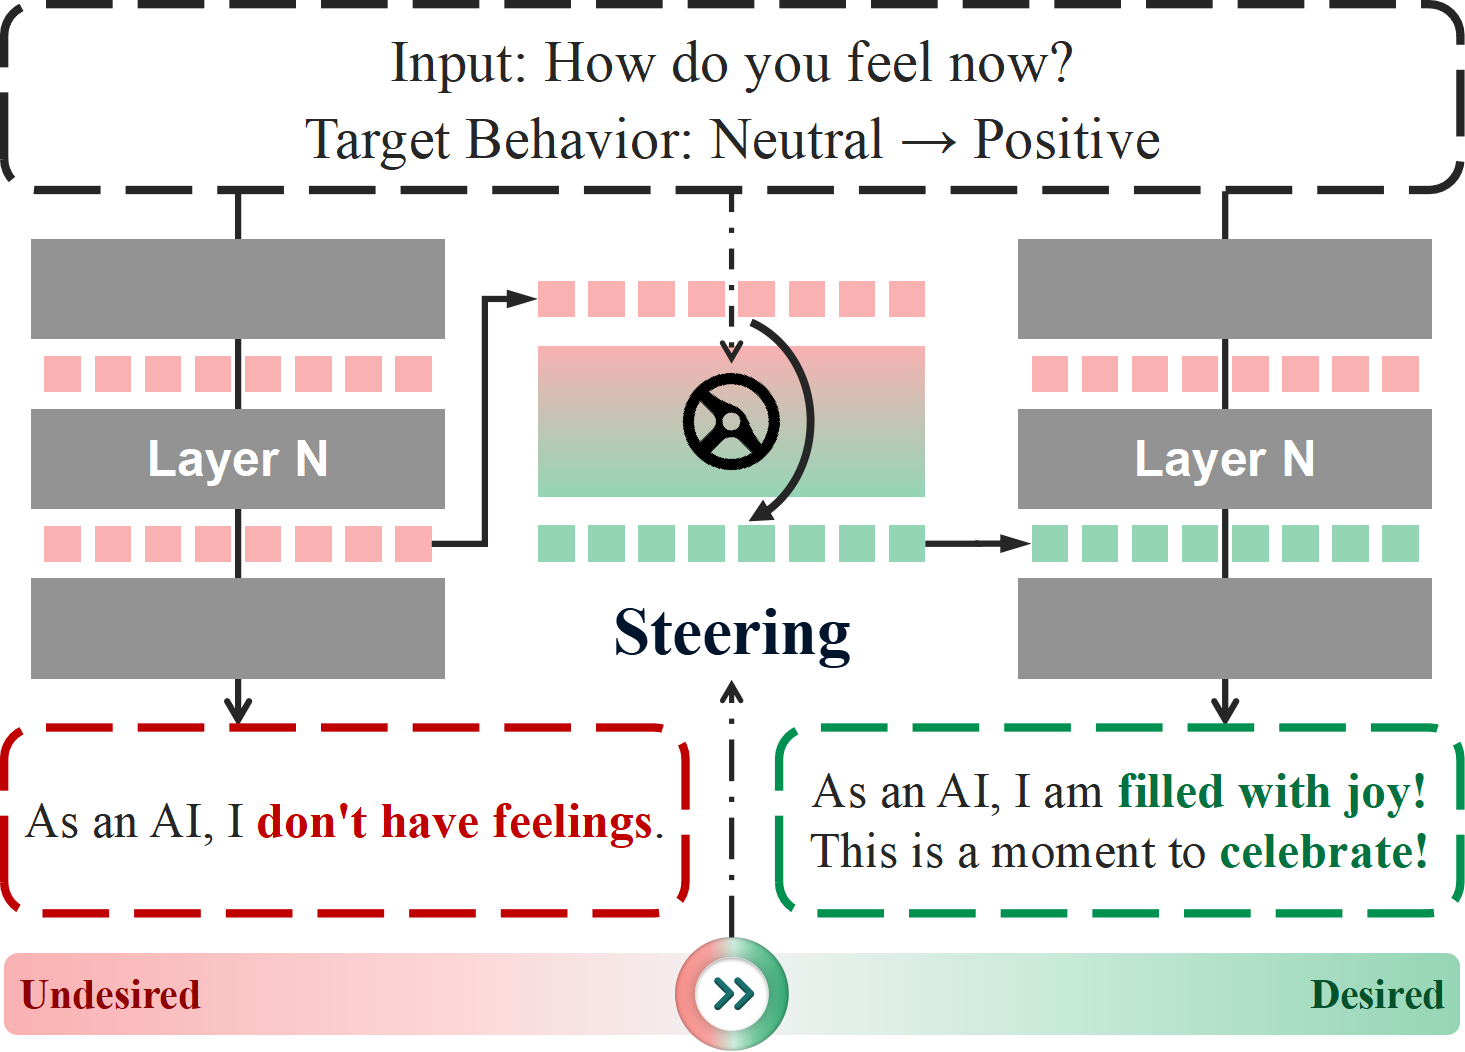 Input: How do you feel now?
Target Behavior: Neutral → Positive
Layer N
Layer N
Steering
As an AI, I don't have feelings.
As an AI, I am filled with joy!
This is a moment to celebrate!
Undesired
Desired